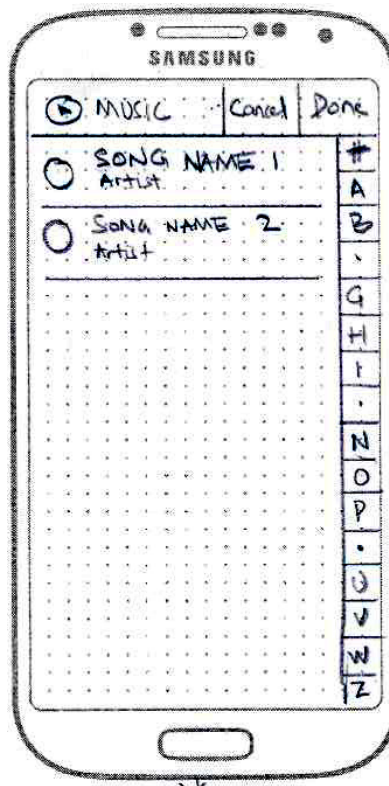 SAMSUNG
MUSIC Cancel Done
SONG NAME 1
Artist
SONG NAME 2
Artist
#
A
B
.
G
H
I
.
N
O
P
.
U
V
W
Z